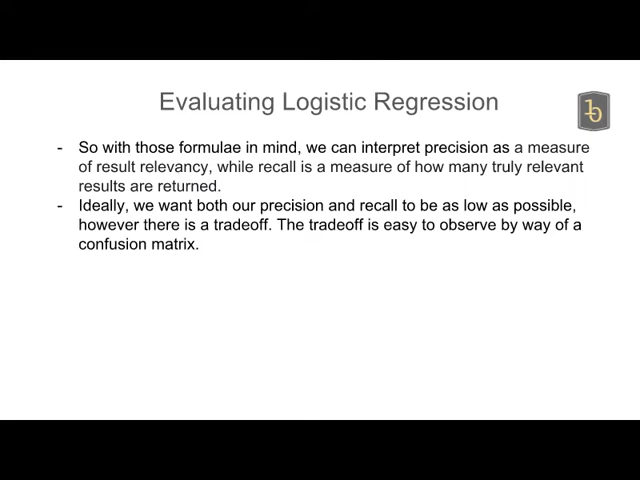 Evaluating Logistic Regression
- So with those formulae in mind, we can interpret precision as a measure
of result relevancy, while recall is a measure of how many truly relevant
results are returned.
- Ideally, we want both our precision and recall to be as low as possible,
however there is a tradeoff. The tradeoff is easy to observe by way of a
confusion matrix.